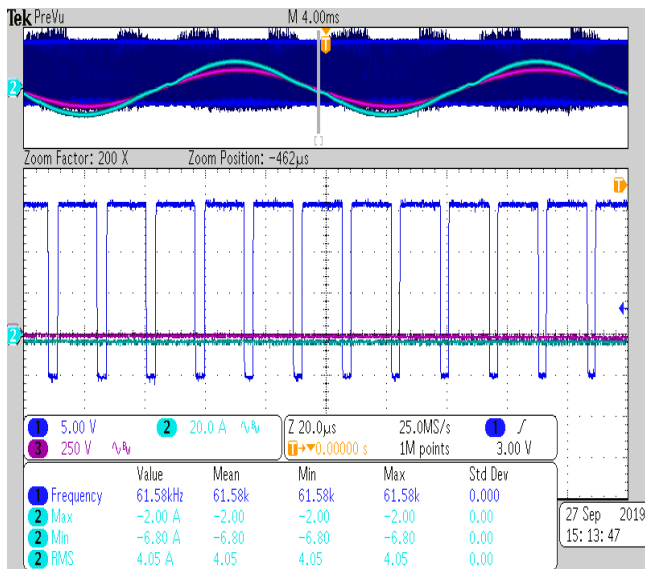 Tek PreVu M 4.00ms
T
2
Zoom Factor: 200 X Zoom Position: -462µs
T
2
1 5.00 V 2 20.0 A
3 250 V
Z 20.0µs 25.0MS/s 1
T→▼0.00000 s 1M points 3.00 V
Value Mean Min Max Std Dev
1 Frequency 61.58kHz 61.58k 61.58k 61.58k 0.000
2 Max -2.00 A -2.00 -2.00 -2.00 0.00
2 Min -6.80 A -6.80 -6.80 -6.80 0.00
2 RMS 4.05 A 4.05 4.05 4.05 0.00
27 Sep 2019
15:13:47